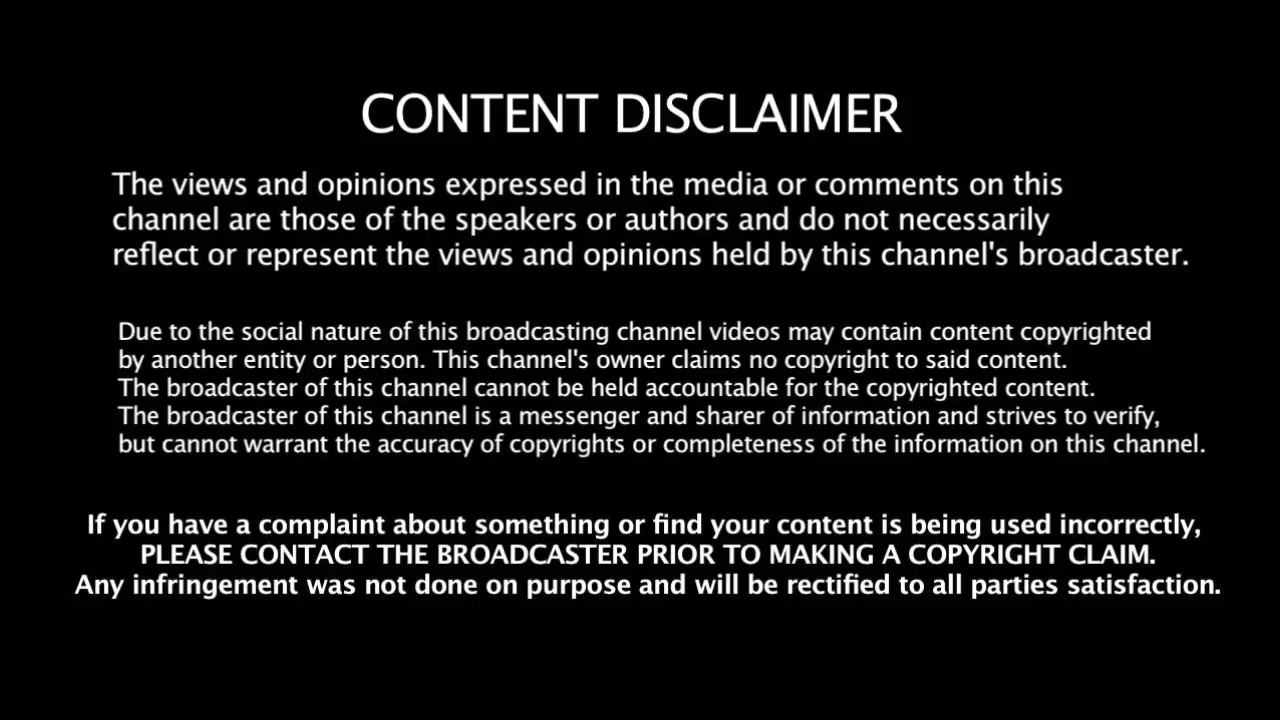 CONTENT DISCLAIMER
The views and opinions expressed in the media or comments on this
channel are those of the speakers or authors and do not necessarily
reflect or represent the views and opinions held by this channel's broadcaster.
Due to the social nature of this broadcasting channel videos may contain content copyrighted
by another entity or person. This channel's owner claims no copyright to said content.
The broadcaster of this channel cannot be held accountable for the copyrighted content.
The broadcaster of this channel is a messenger and sharer of information and strives to verify,
but cannot warrant the accuracy of copyrights or completeness of the information on this channel.
If you have a complaint about something or find your content is being used incorrectly,
PLEASE CONTACT THE BROADCASTER PRIOR TO MAKING A COPYRIGHT CLAIM.
Any infringement was not done on purpose and will be rectified to all parties satisfaction.